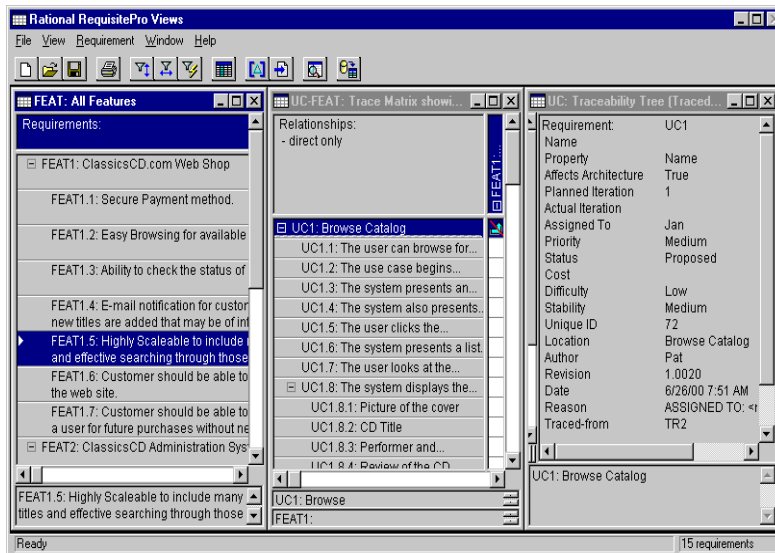 Rational RequisitePro Views
File View Requirement Window Help
FEAT: All Features
Requirements:
FEAT1: ClassicsCD.com Web Shop
FEAT1.1: Secure Payment method.
FEAT1.2: Easy Browsing for available
FEAT1.3: Ability to check the status of
FEAT1.4: E-mail notification for custor
new titles are added that may be of int
FEAT1.5: Highly Scaleable to include
and effective searching through those
FEAT1.6: Customer should be able to
the web site.
FEAT1.7: Customer should be able to
a user for future purchases without ne
FEAT2: ClassicsCD Administration Sys
FEAT1.5: Highly Scaleable to include many
titles and effective searching through those
UC-FEAT: Trace Matrix showi...
Relationships:
- direct only
FEAT1:...
UC1: Browse Catalog
UC1.1: The user can browse for...
UC1.2: The use case begins...
UC1.3: The system presents an...
UC1.4: The system also presents..
UC1.5: The user clicks the...
UC1.6: The system presents a list.
UC1.7: The user looks at the...
UC1.8: The system displays the...
UC1.8.1: Picture of the cover
UC1.8.2: CD Title
UC1.8.3: Performer and...
UC1.8.4: Review of the CD
UC1: Browse
FEAT1:
UC: Traceability Tree (Traced...
Requirement: UC1
Name
Property Name
Affects Architecture True
Planned Iteration 1
Actual Iteration
Assigned To Jan
Priority Medium
Status Proposed
Cost
Difficulty Low
Stability Medium
Unique ID 72
Location Browse Catalog
Author Pat
Revision 1.0020
Date 6/26/00 7:51 AM
Reason ASSIGNED TO: <r
Traced-from TR2
UC1: Browse Catalog
Ready
15 requirements